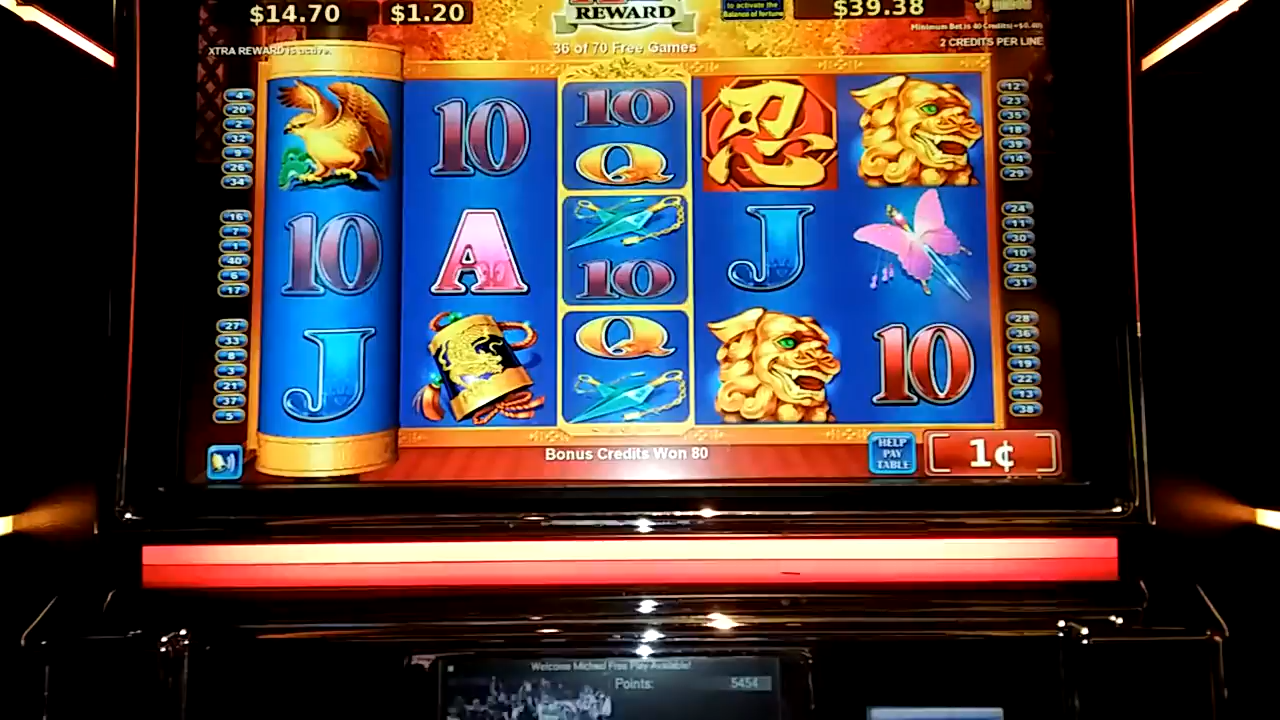 $14.70 $1.20 REWARD to activate the Balance of fortune $39.38
Minimum Bet is 40 Credits (=$0.40)
XTRA REWARD is active. 36 of 70 Free Games 2 CREDITS PER LINE
4 10 10 12
20 23
2 35
32 18
9 Q 忍 39
26 14
34 29
16 10 A J 24
7 11
1 30
40 10 10
6 25
17 31
27 J Q 10 28
33 36
8 15
3 19
21 22
37 13
5 38
Bonus Credits Won 80
HELP
PAY
TABLE
1¢
Welcome Michael Free Play Available!
Points: 5454